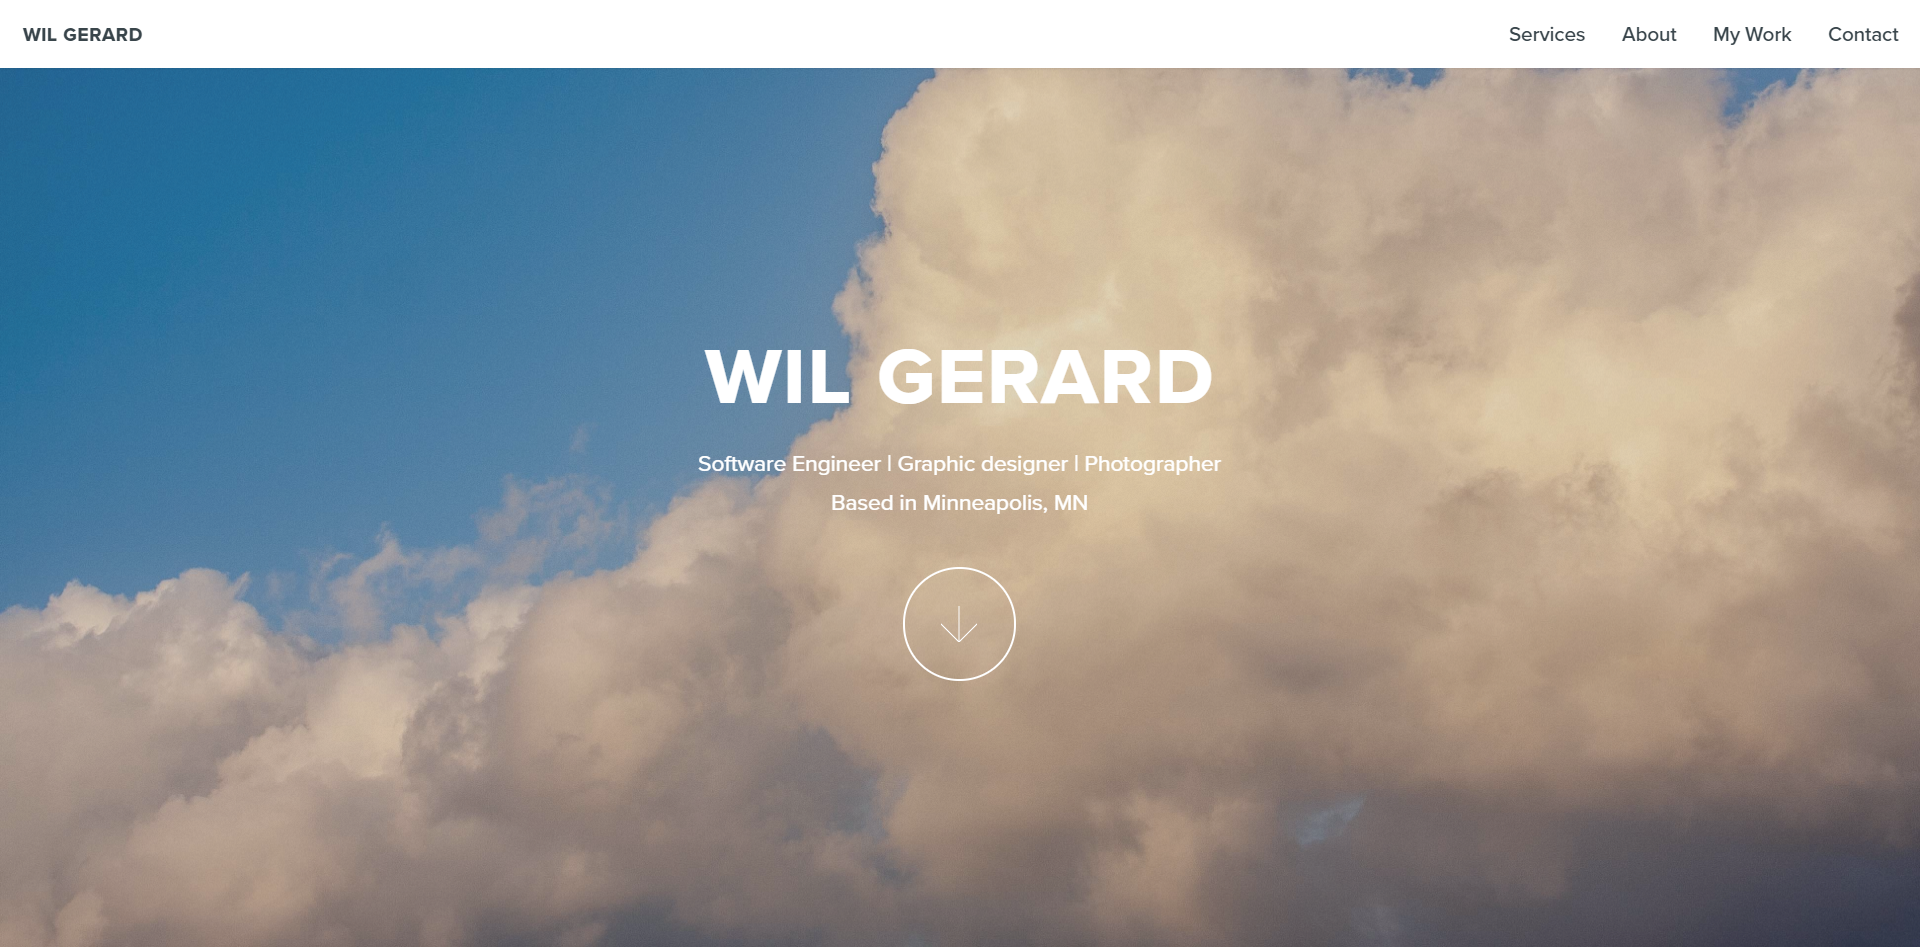 WIL GERARD
Services About My Work Contact
WIL GERARD
Software Engineer | Graphic designer | Photographer
Based in Minneapolis, MN